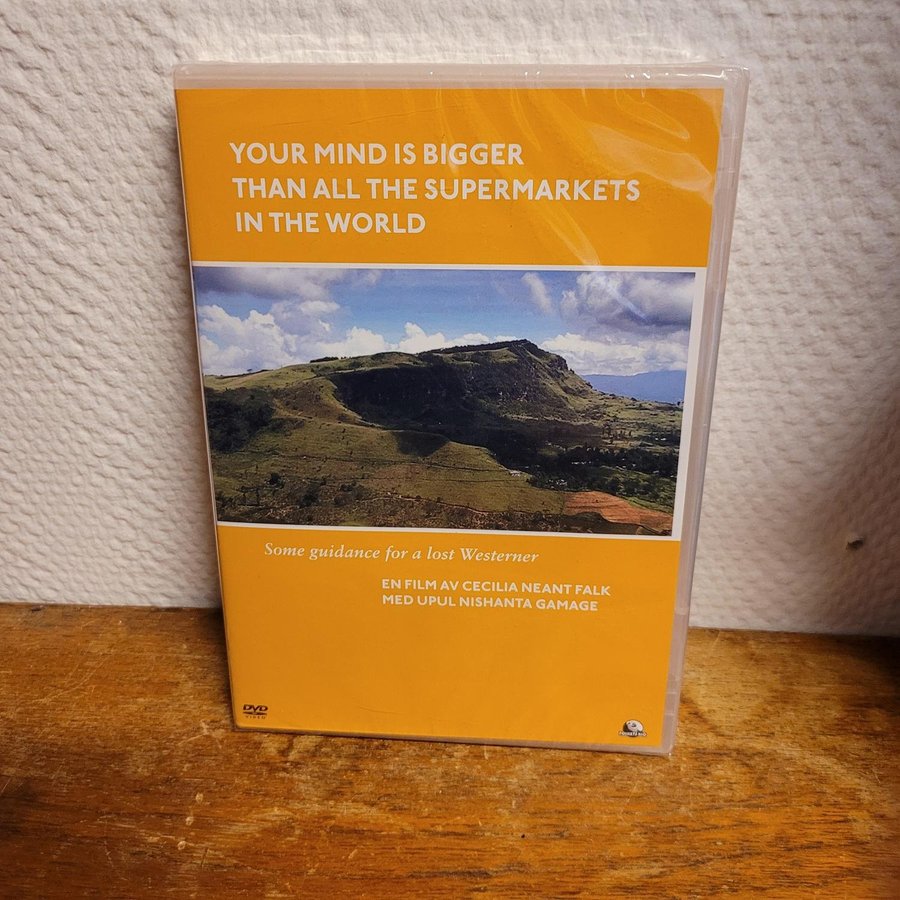 YOUR MIND IS BIGGER
THAN ALL THE SUPERMARKETS
IN THE WORLD
Some guidance for a lost Westerner
EN FILM AV CECILIA NEANT FALK
MED UPUL NISHANTA GAMAGE
DVD
VIDEO